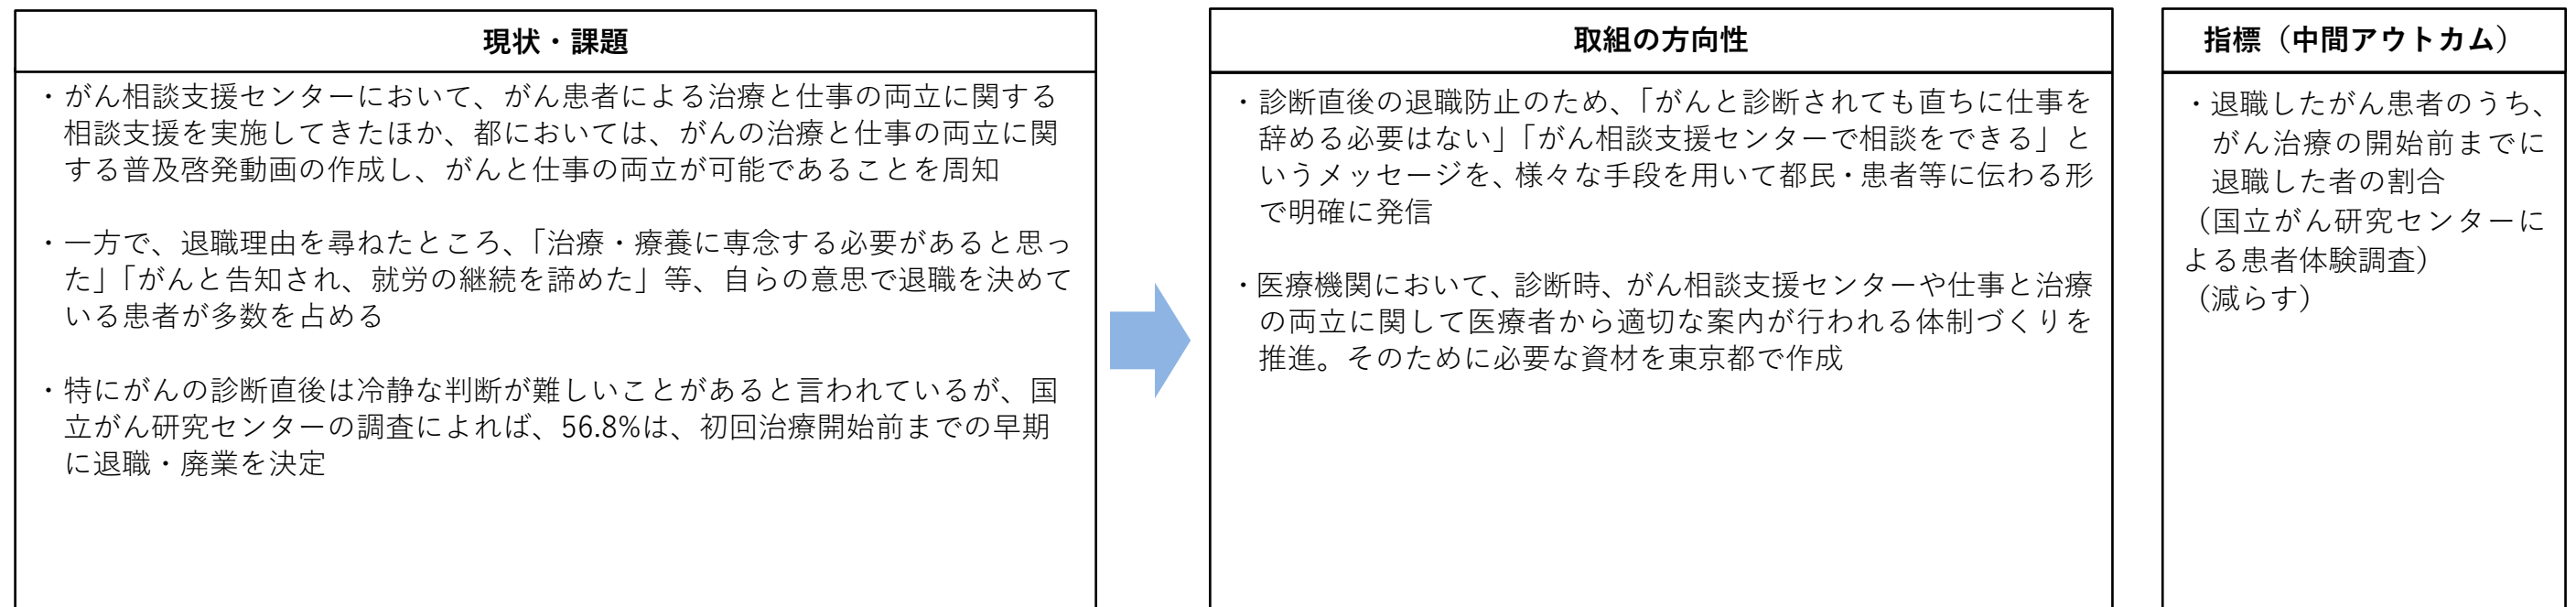 現状・課題
・がん相談支援センターにおいて、がん患者による治療と仕事の両立に関する
相談支援を実施してきたほか、都においては、がんの治療と仕事の両立に関
する普及啓発動画の作成し、がんと仕事の両立が可能であることを周知
・一方で、退職理由を尋ねたところ、「治療・療養に専念する必要があると思っ
た」「がんと告知され、就労の継続を諦めた」等、自らの意思で退職を決めて
いる患者が多数を占める
・特にがんの診断直後は冷静な判断が難しいことがあると言われているが、国
立がん研究センターの調査によれば、56.8%は、初回治療開始前までの早期
に退職・廃業を決定
取組の方向性
・診断直後の退職防止のため、「がんと診断されても直ちに仕事を
辞める必要はない」「がん相談支援センターで相談をできる」と
いうメッセージを、様々な手段を用いて都民・患者等に伝わる形
で明確に発信
・医療機関において、診断時、がん相談支援センターや仕事と治療
の両立に関して医療者から適切な案内が行われる体制づくりを
推進。そのために必要な資材を東京都で作成
指標（中間アウトカム）
・退職したがん患者のうち、
がん治療の開始前までに
退職した者の割合
（国立がん研究センターに
よる患者体験調査）
（減らす）